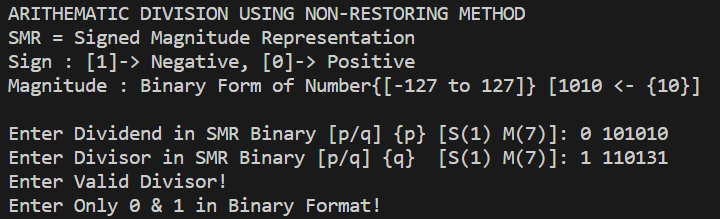 ARITHEMATIC DIVISION USING NON-RESTORING METHOD
SMR = Signed Magnitude Representation
Sign : [1]-> Negative, [0]-> Positive
Magnitude : Binary Form of Number{[-127 to 127]} [1010 <- {10}]
Enter Dividend in SMR Binary [p/q] {p} [S(1) M(7)]: 0 101010
Enter Divisor in SMR Binary [p/q] {q}  [S(1) M(7)]: 1 110131
Enter Valid Divisor!
Enter Only 0 & 1 in Binary Format!